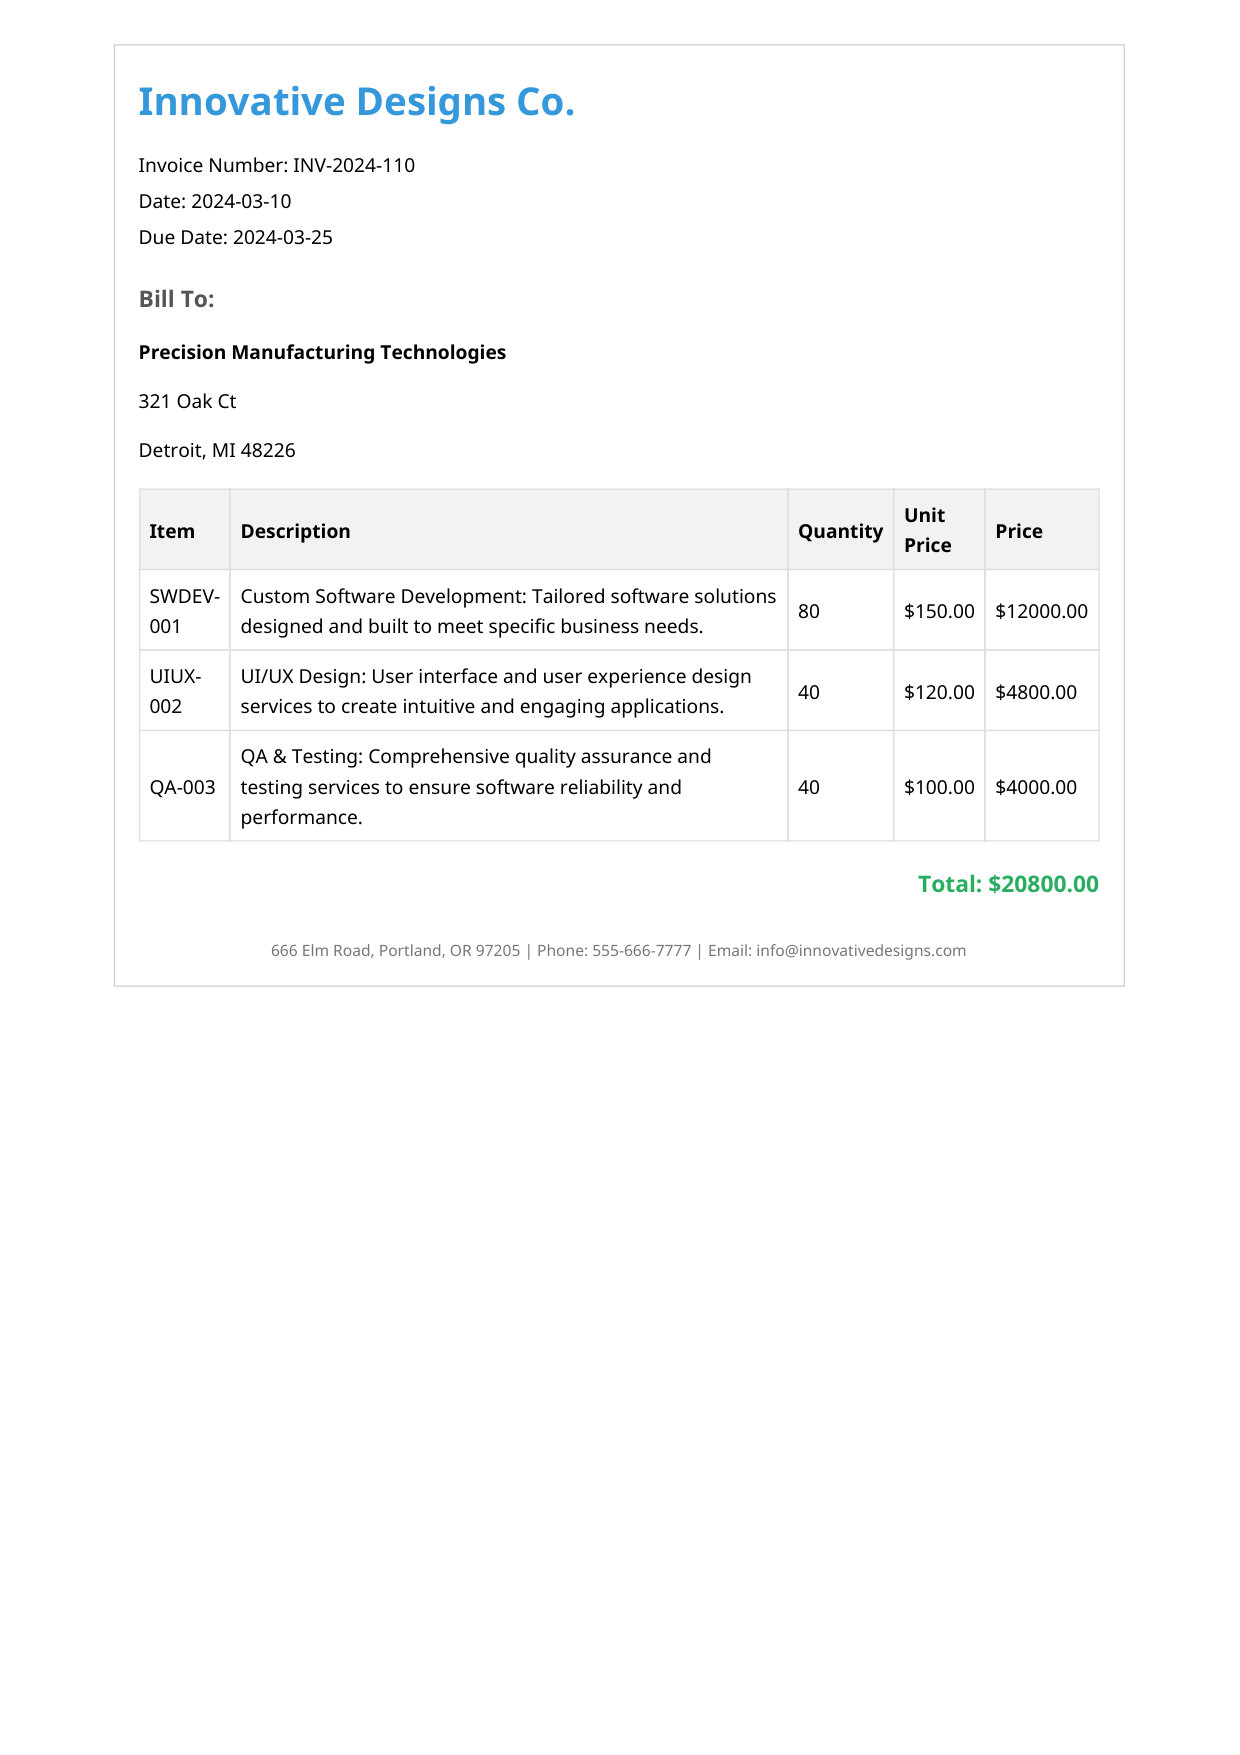 Innovative Designs Co.
Invoice Number: INV-2024-110
Date: 2024-03-10
Due Date: 2024-03-25
Bill To:
Precision Manufacturing Technologies
321 Oak Ct
Detroit, MI 48226
Item Description Quantity Unit Price Price
SWDEV-001 Custom Software Development: Tailored software solutions
designed and built to meet specific business needs. 80 $150.00 $12000.00
UIUX-002 UI/UX Design: User interface and user experience design
services to create intuitive and engaging applications. 40 $120.00 $4800.00
QA-003 QA & Testing: Comprehensive quality assurance and
testing services to ensure software reliability and
performance. 40 $100.00 $4000.00
Total: $20800.00
666 Elm Road, Portland, OR 97205 | Phone: 555-666-7777 | Email: info@innovativedesigns.com